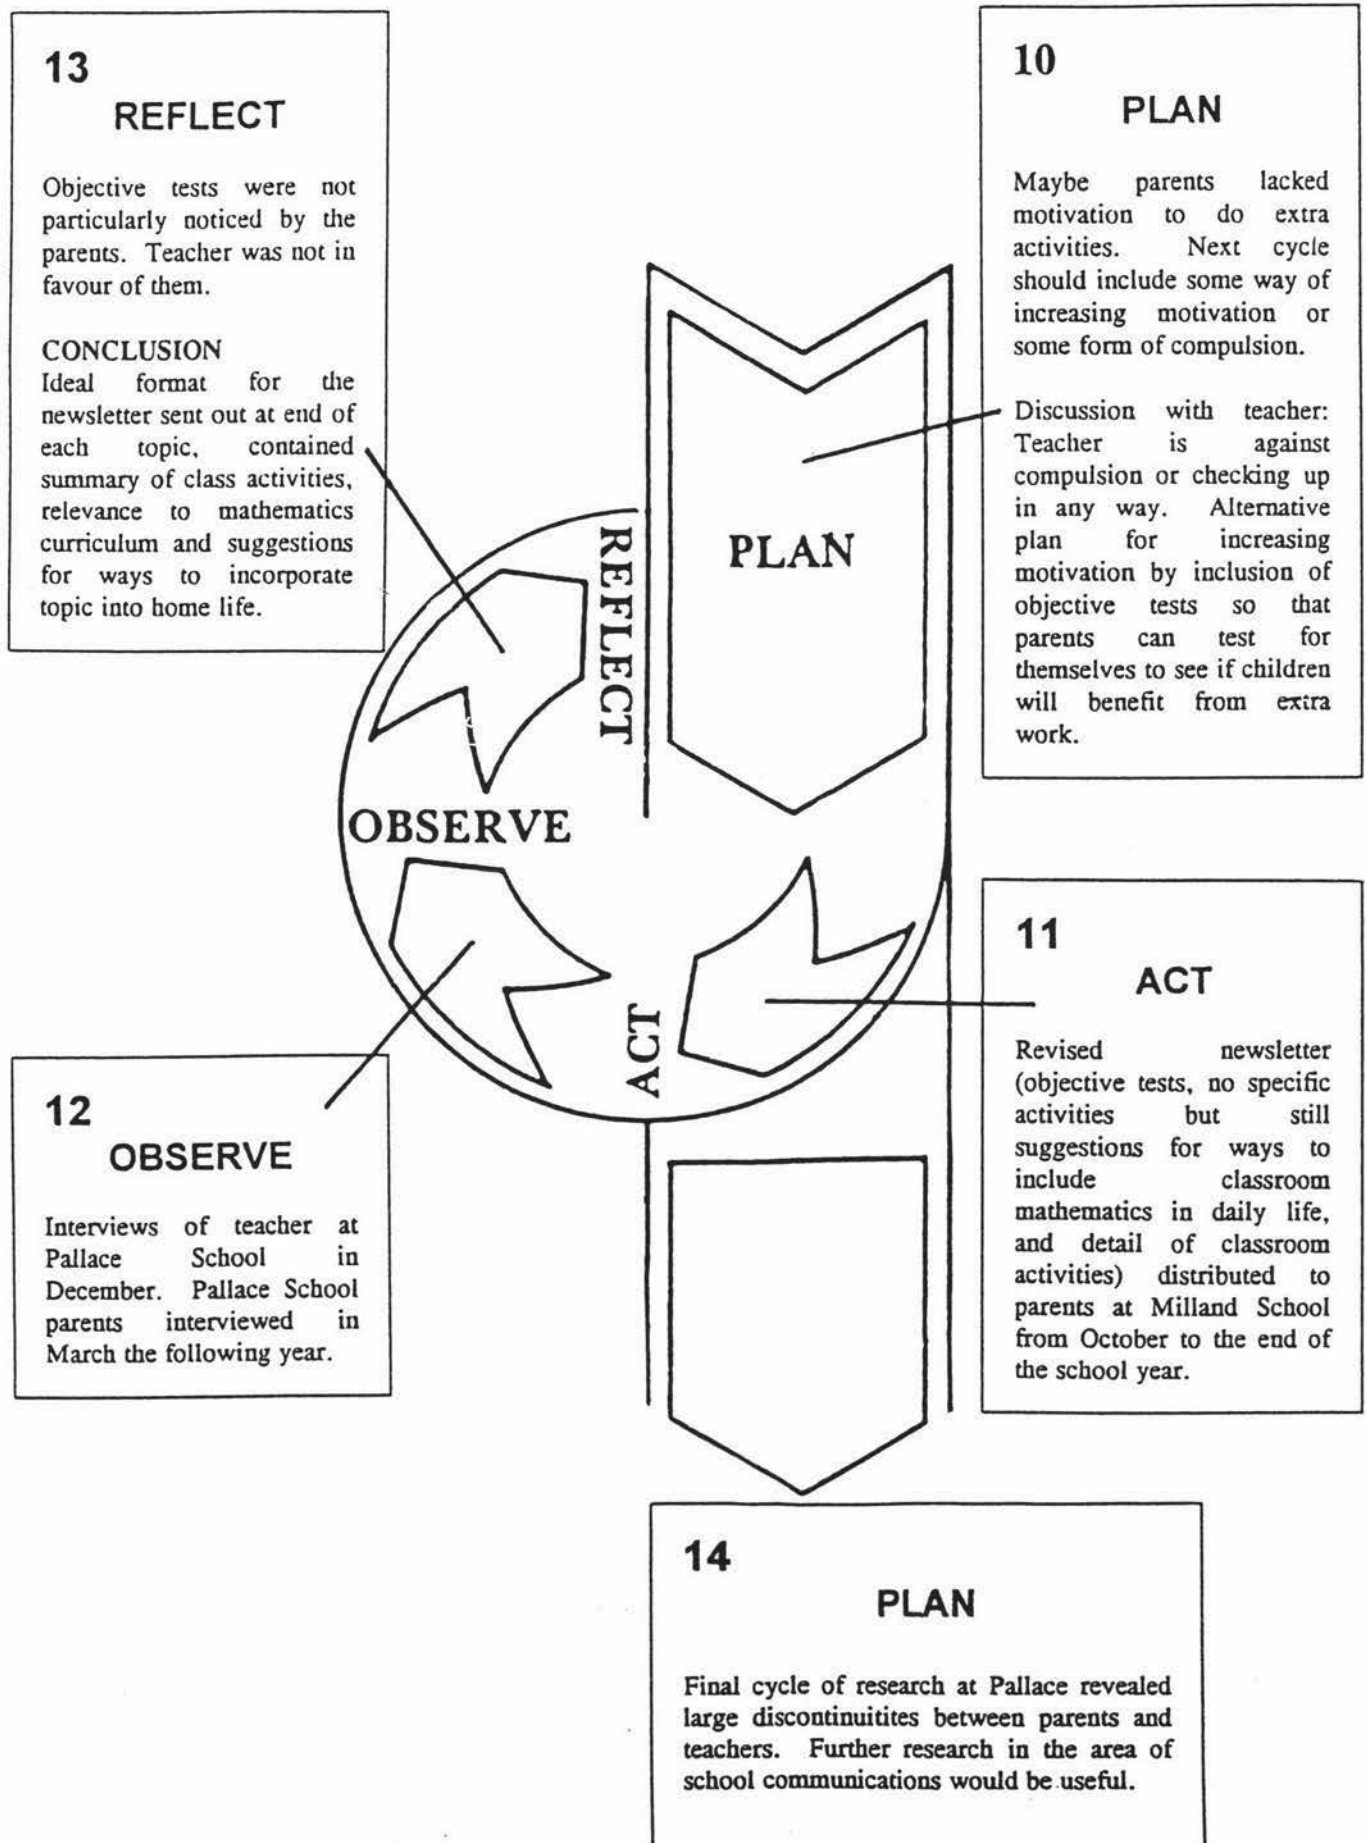 13
REFLECT
Objective tests were not
particularly noticed by the
parents. Teacher was not in
favour of them.
CONCLUSION
Ideal format for the
newsletter sent out at end of
each topic, contained
summary of class activities,
relevance to mathematics
curriculum and suggestions
for ways to incorporate
topic into home life.
10
PLAN
Maybe parents lacked
motivation to do extra
activities. Next cycle
should include some way of
increasing motivation or
some form of compulsion.
Discussion with teacher:
Teacher is against
compulsion or checking up
in any way. Alternative
plan for increasing
motivation by inclusion of
objective tests so that
parents can test for
themselves to see if children
will benefit from extra
work.
PLAN
REFLECT
OBSERVE
ACT
11
ACT
Revised newsletter
(objective tests, no specific
activities but still
suggestions for ways to
include classroom
mathematics in daily life,
and detail of classroom
activities) distributed to
parents at Milland School
from October to the end of
the school year.
12
OBSERVE
Interviews of teacher at
Pallace School in
December. Pallace School
parents interviewed in
March the following year.
14
PLAN
Final cycle of research at Pallace revealed
large discontinuitites between parents and
teachers. Further research in the area of
school communications would be useful.